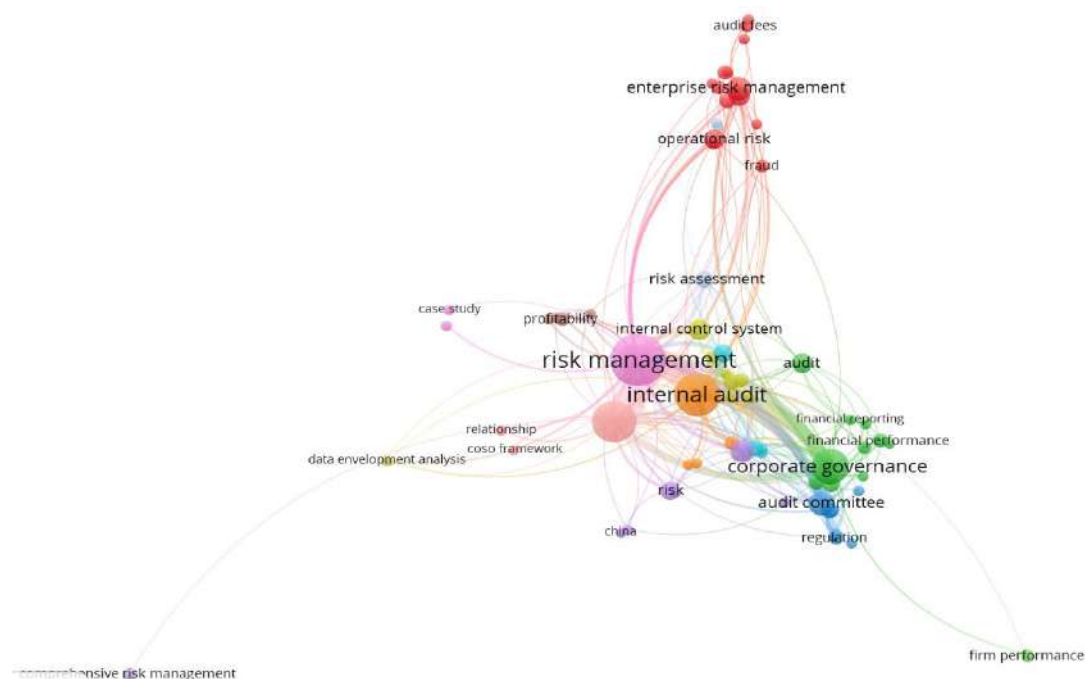 audit fees
enterprise risk management
operational risk
fraud
risk assessment
case study
profitability
internal control system
risk management
audit
internal audit
financial reporting
relationship
financial performance
coso framework
data envelopment analysis
corporate governance
risk
audit committee
china
regulation
firm performance
comprehensive risk management